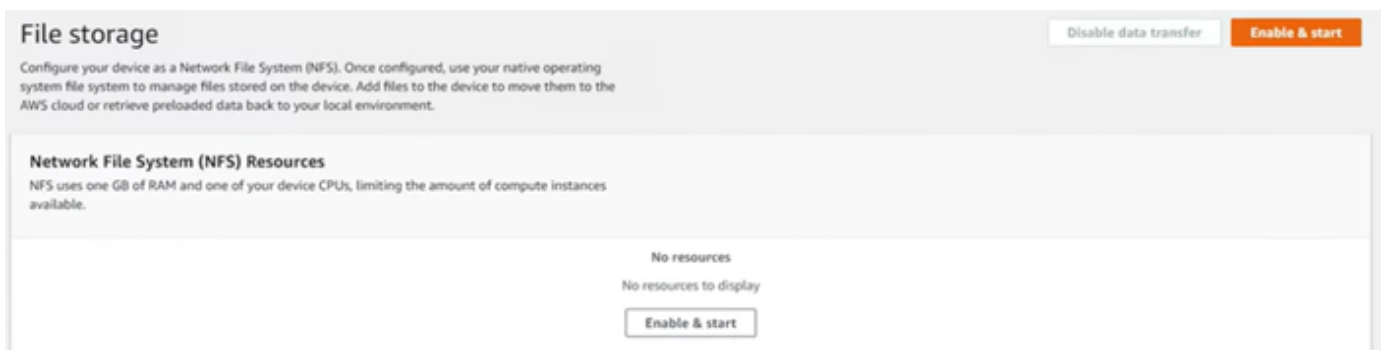 File storage
Disable data transfer
Enable & start
Configure your device as a Network File System (NFS). Once configured, use your native operating
system file system to manage files stored on the device. Add files to the device to move them to the
AWS cloud or retrieve preloaded data back to your local environment.
Network File System (NFS) Resources
NFS uses one GB of RAM and one of your device CPUs, limiting the amount of compute instances
available.
No resources
No resources to display
Enable & start